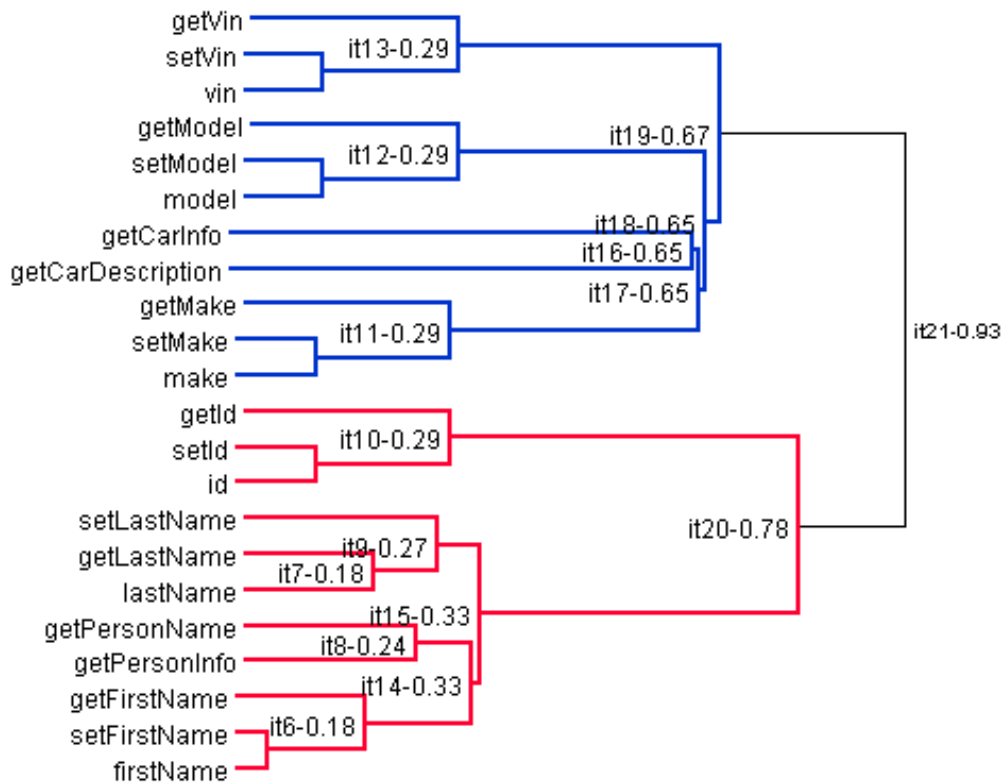 getVin
it13-0.29
setVin
vin
getModel
it19-0.67
it12-0.29
setModel
model
it18-0.65
getCarInfo
it16-0.65
getCarDescription
it17-0.65
getMake
it11-0.29
it21-0.93
setMake
make
getId
it10-0.29
setId
id
setLastName
it20-0.78
it9-0.27
getLastName
it7-0.18
lastName
it15-0.33
getPersonName
it8-0.24
getPersonInfo
it14-0.33
getFirstName
it6-0.18
setFirstName
firstName